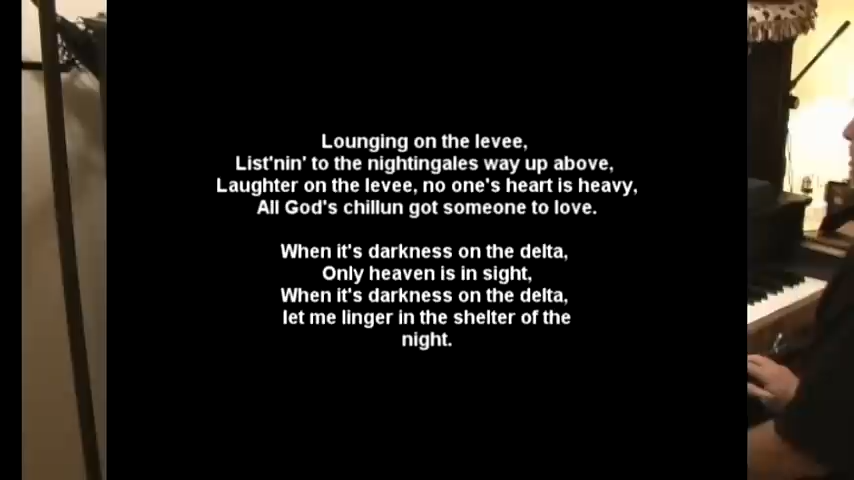 Lounging on the levee,
List'nin' to the nightingales way up above,
Laughter on the levee, no one's heart is heavy,
All God's chillun got someone to love.
When it's darkness on the delta,
Only heaven is in sight,
When it's darkness on the delta,
let me linger in the shelter of the
night.